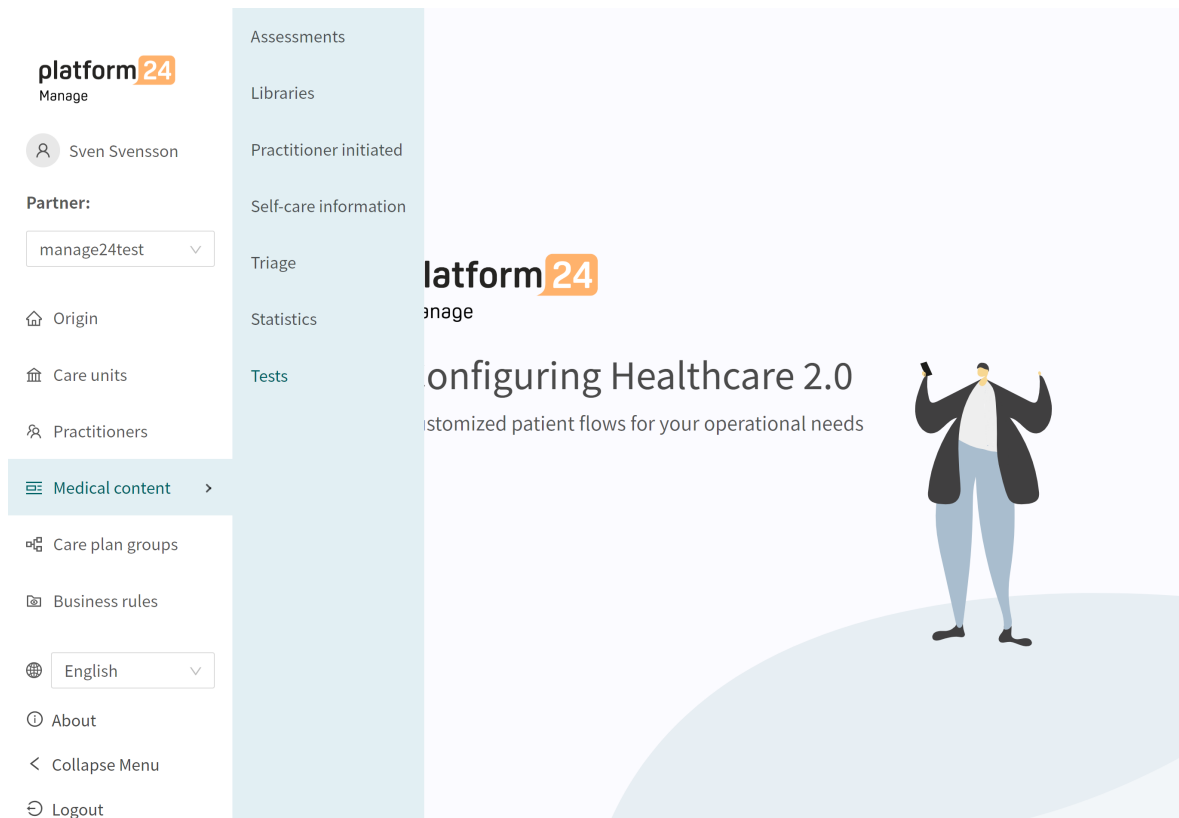 platform24
Manage
Sven Svensson
Partner:
manage24test
Origin
Care units
Practitioners
Medical content
Care plan groups
Business rules
English
About
Collapse Menu
Logout
Assessments
Libraries
Practitioner initiated
Self-care information
Triage
Statistics
Tests
latform24
anage
onfiguring Healthcare 2.0
ustomized patient flows for your operational needs